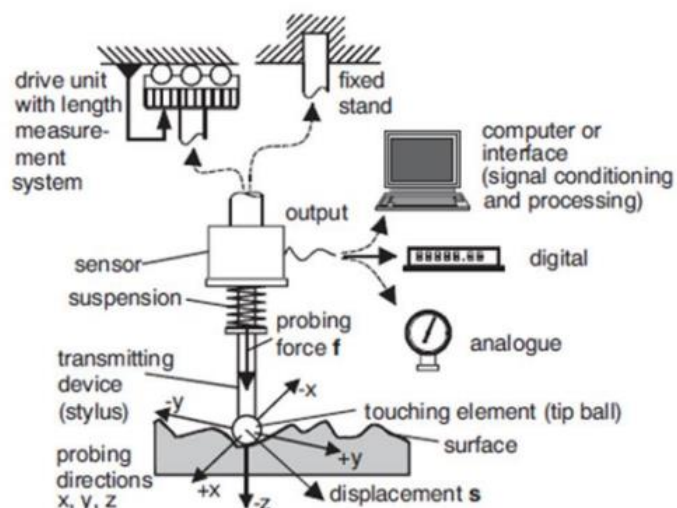 drive unit
with length
measure-
ment
system
fixed
stand
computer or
interface
(signal conditioning
and processing)
output
sensor
digital
suspension
probing
force f
analogue
transmitting
device
(stylus)
-x
-y
touching element (tip ball)
surface
probing
directions
x, y, z
+x
+y
-z
displacement s